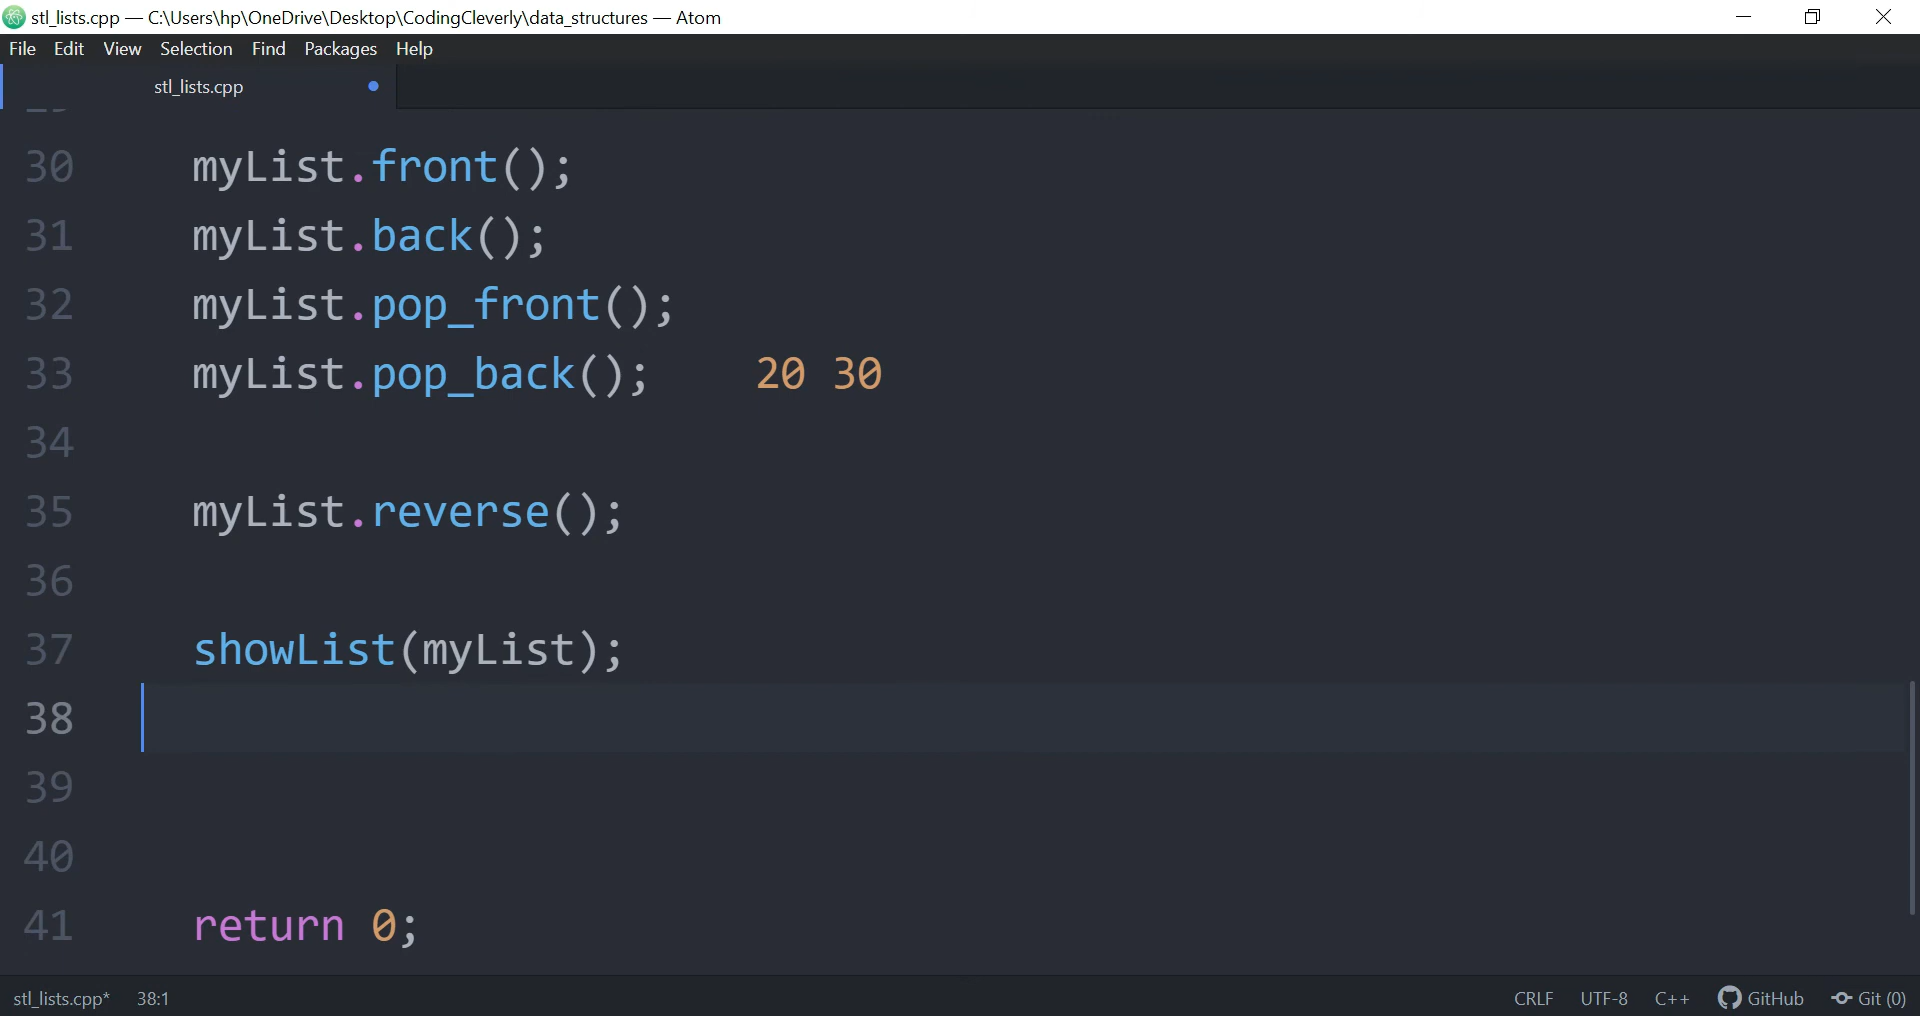 stl_lists.cpp — C:\Users\hp\OneDrive\Desktop\CodingCleverly\data_structures — Atom
File Edit View Selection Find Packages Help
stl_lists.cpp
30 myList.front();
31 myList.back();
32 myList.pop_front();
33 myList.pop_back(); 20 30
34
35 myList.reverse();
36
37 showList(myList);
38
39
40
41 return 0;
stl_lists.cpp* 38:1 CRLF UTF-8 C++ GitHub Git (0)